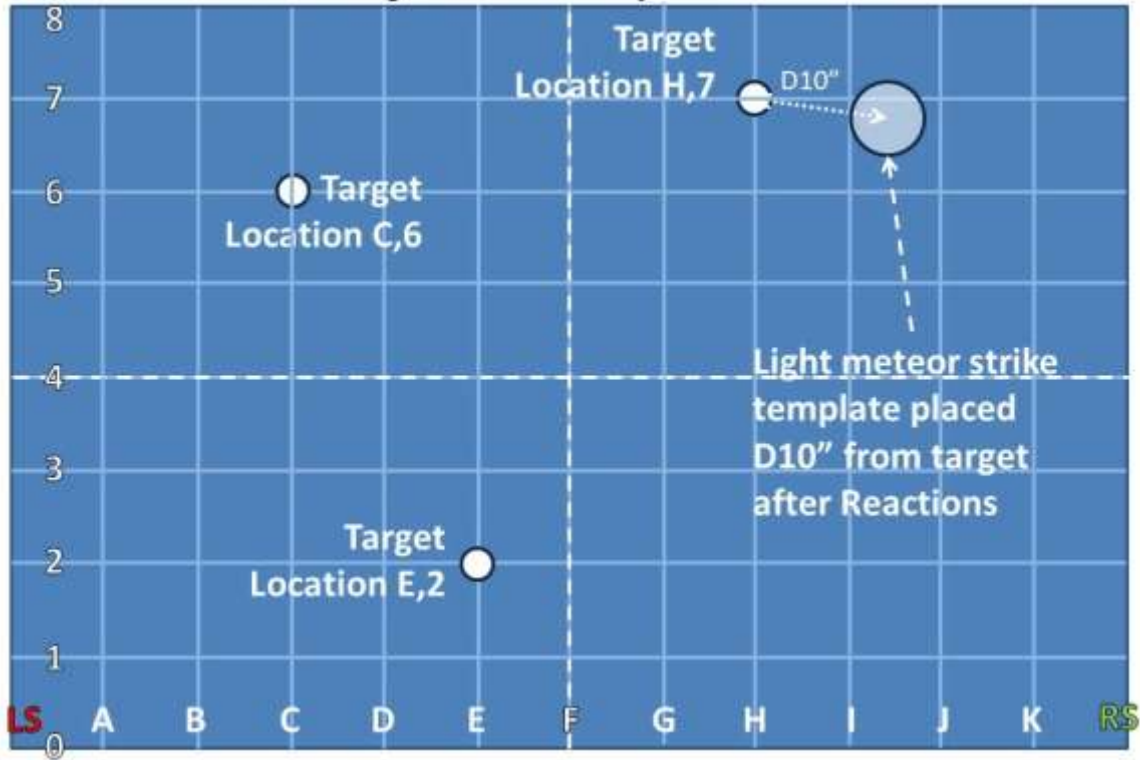 8
Target
Location H,7
D10”
7
6
Target
Location C,6
5
4
Light meteor strike
template placed
D10” from target
after Reactions
3
Target
Location E,2
2
1
LS A B C D E F G H I J K RS
0